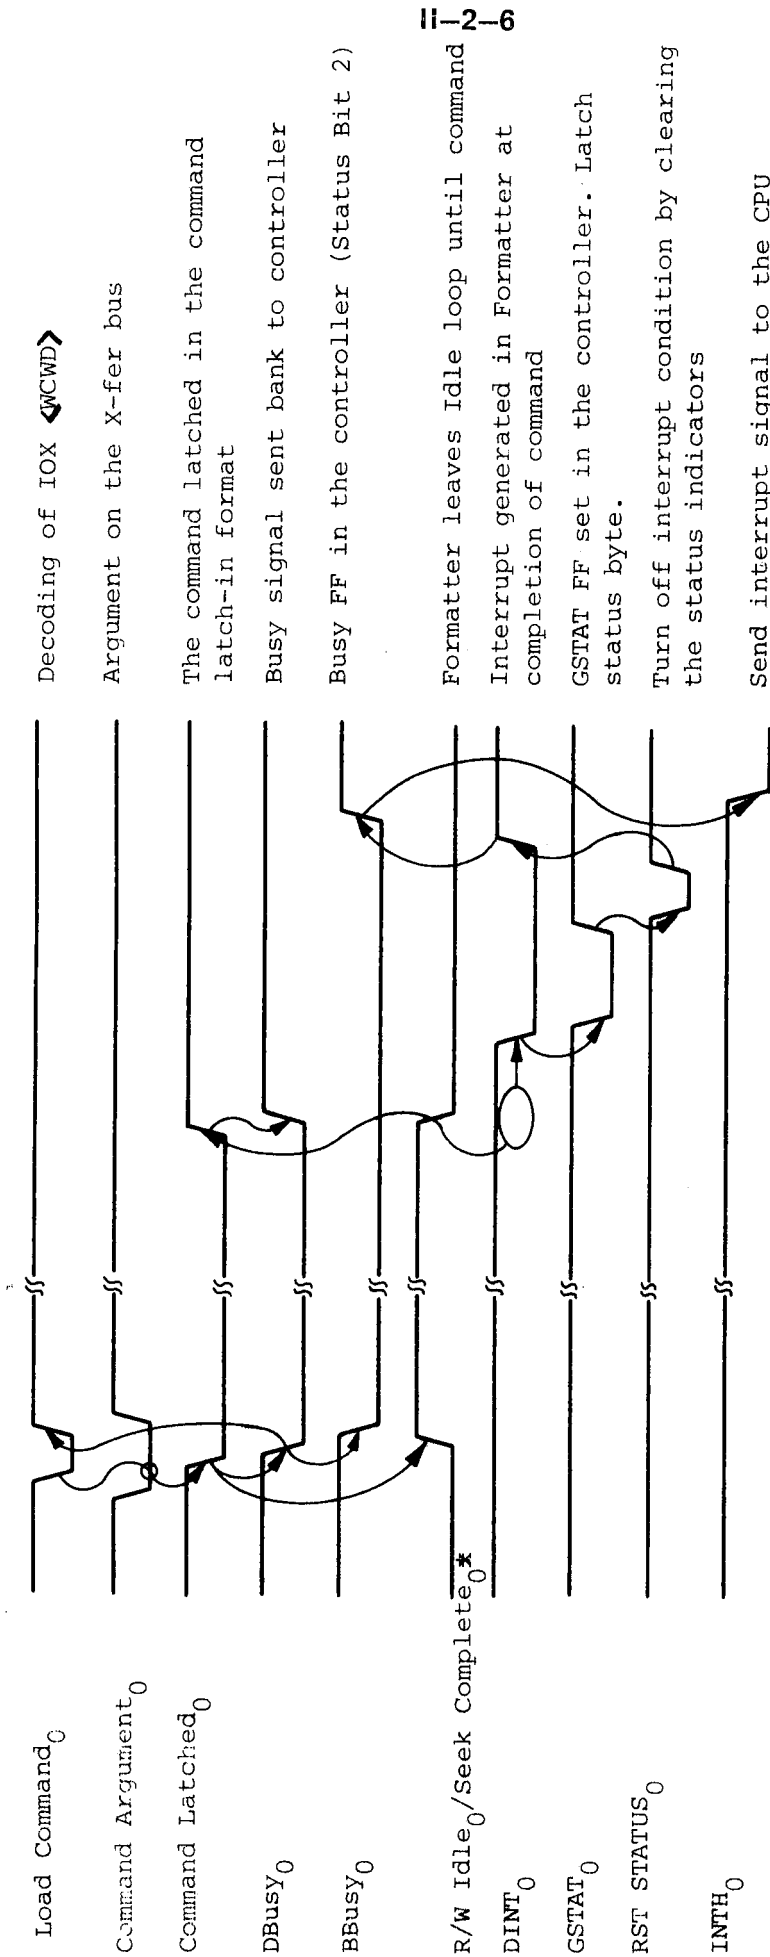 II-2-6
Load Command0
Decoding of IOX <WCWD>
Command Argument0
Argument on the X-fer bus
Command Latched0
The command latched in the command
latch-in format
DBusy0
Busy signal sent bank to controller
BBusy0
Busy FF in the controller (Status Bit 2)
R/W Idle0/Seek Complete0*
Formatter leaves Idle loop until command
DINT0
Interrupt generated in Formatter at
completion of command
GSTAT0
GSTAT FF set in the controller. Latch
status byte.
RST STATUS0
Turn off interrupt condition by clearing
the status indicators
INTH0
Send interrupt signal to the CPU